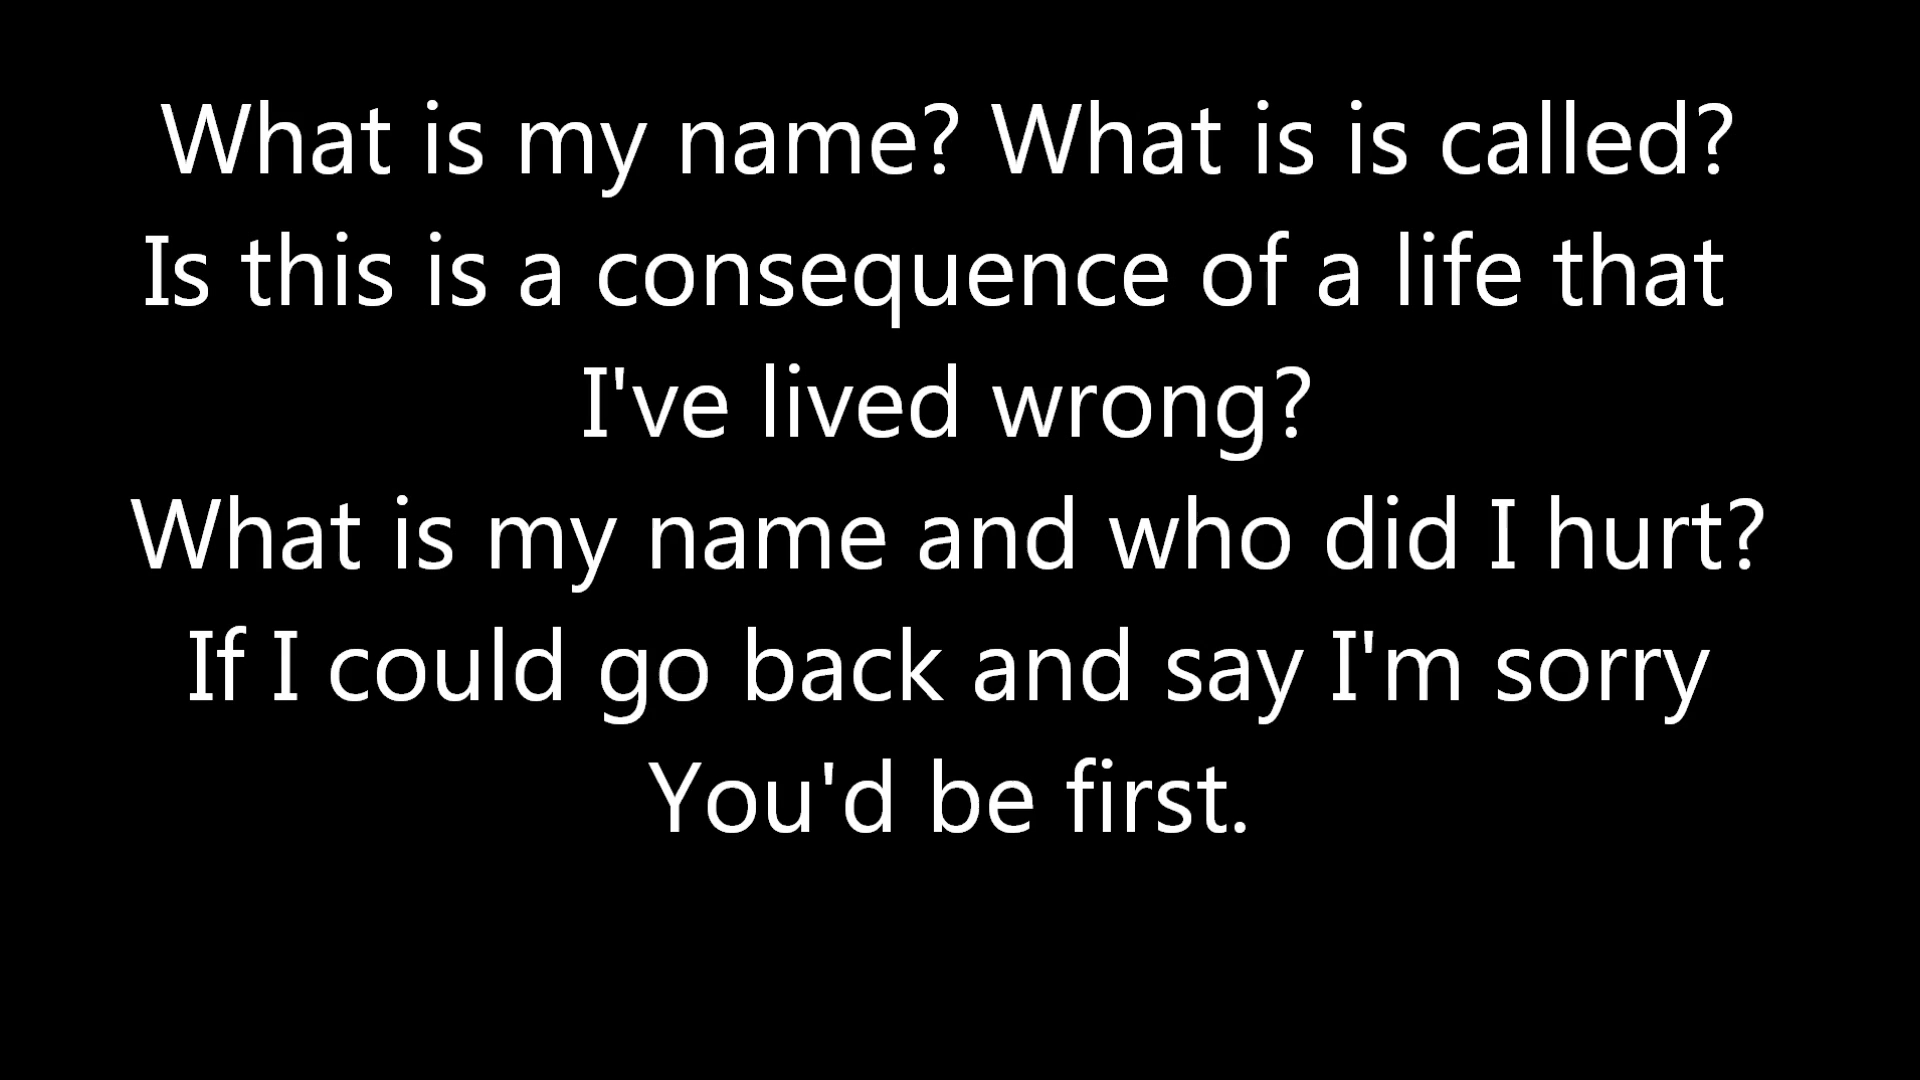 What is my name? What is is called?
Is this is a consequence of a life that
I've lived wrong?
What is my name and who did I hurt?
If I could go back and say I'm sorry
You'd be first.